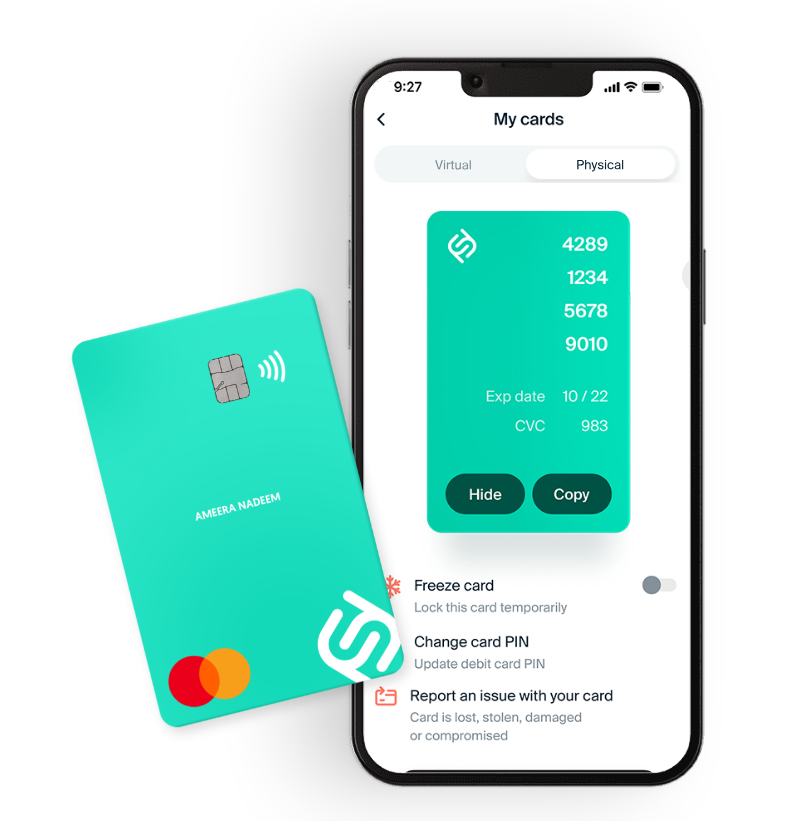 9:27
My cards
Virtual
Physical
4289
1234
5678
9010
Exp date 10 / 22
CVC 983
Hide
Copy
AMEERA NADEEM
Freeze card
Lock this card temporarily
Change card PIN
Update debit card PIN
Report an issue with your card
Card is lost, stolen, damaged
or compromised